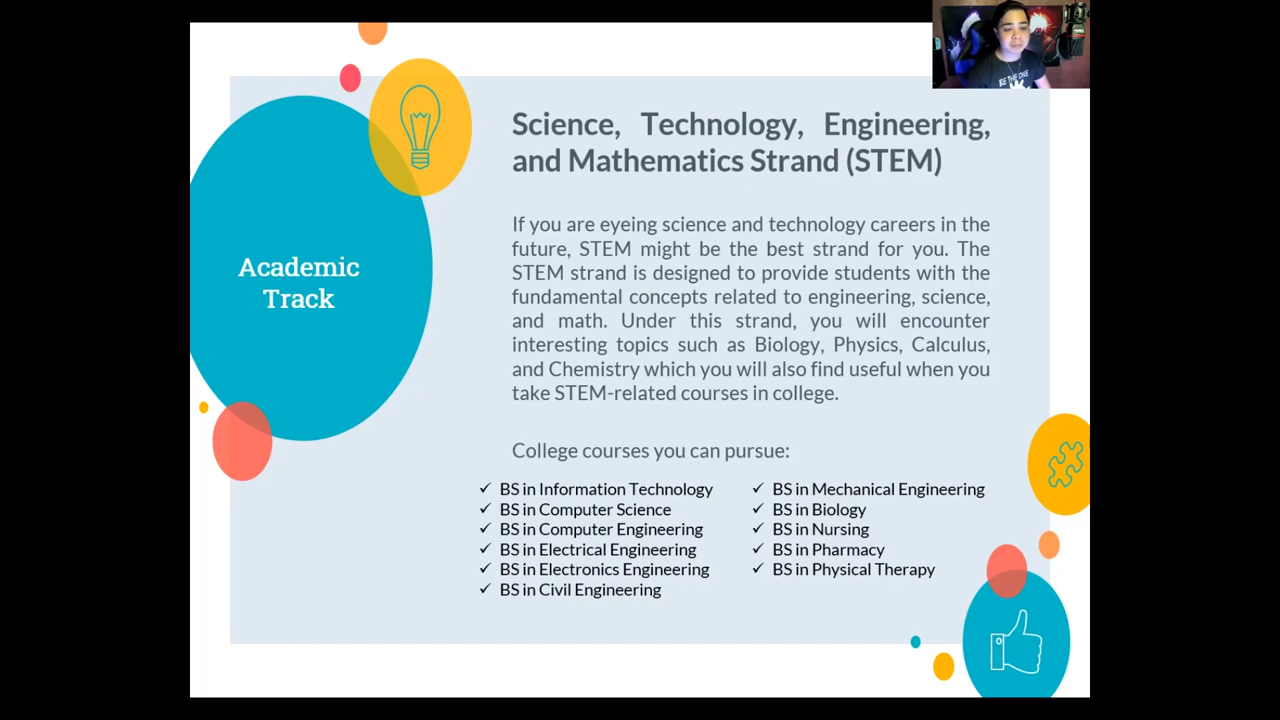 BE THE ONE
Science, Technology, Engineering,
and Mathematics Strand (STEM)
Academic
Track
If you are eyeing science and technology careers in the
future, STEM might be the best strand for you. The
STEM strand is designed to provide students with the
fundamental concepts related to engineering, science,
and math. Under this strand, you will encounter
interesting topics such as Biology, Physics, Calculus,
and Chemistry which you will also find useful when you
take STEM-related courses in college.
College courses you can pursue:
✓ BS in Information Technology
✓ BS in Computer Science
✓ BS in Computer Engineering
✓ BS in Electrical Engineering
✓ BS in Electronics Engineering
✓ BS in Civil Engineering
✓ BS in Mechanical Engineering
✓ BS in Biology
✓ BS in Nursing
✓ BS in Pharmacy
✓ BS in Physical Therapy